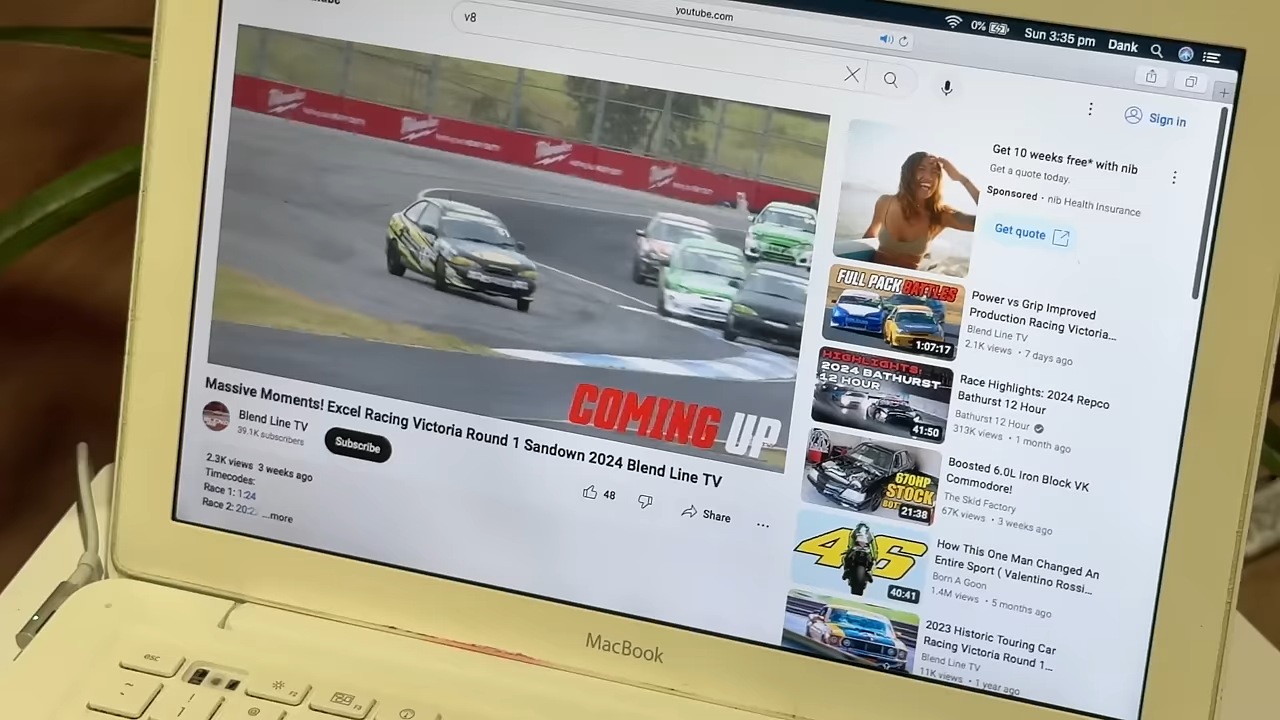 youtube.com
0%
Sun 3:35 pm
Dank
v8
Sign in
COMING UP
Massive Moments! Excel Racing Victoria Round 1 Sandown 2024 Blend Line TV
Blend Line TV
39.1K subscribers
Subscribe
2.3K views 3 weeks ago
Timecodes:
Race 1: 1:24
Race 2: 20:2
...more
48
Share
Get 10 weeks free* with nib
Get a quote today.
Sponsored · nib Health Insurance
Get quote
FULL PACK BATTLES
1:07:17
Power vs Grip Improved
Production Racing Victoria...
Blend Line TV
2.1K views · 7 days ago
HIGHLIGHTS:
2024 BATHURST
12 HOUR
41:50
Race Highlights: 2024 Repco
Bathurst 12 Hour
Bathurst 12 Hour
313K views · 1 month ago
670HP
STOCK
21:38
Boosted 6.0L Iron Block VK
Commodore!
The Skid Factory
67K views · 3 weeks ago
46
40:41
How This One Man Changed An
Entire Sport ( Valentino Rossi...
Born A Goon
1.4M views · 5 months ago
2023 Historic Touring Car
Racing Victoria Round 1...
Blend Line TV
11K views · 1 year ago
MacBook
esc
F2
F3